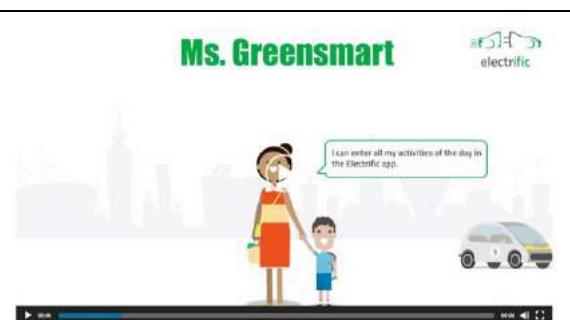 Ms. Greensmart
electrific
I can enter all my activities of the day in
the Electrific app.